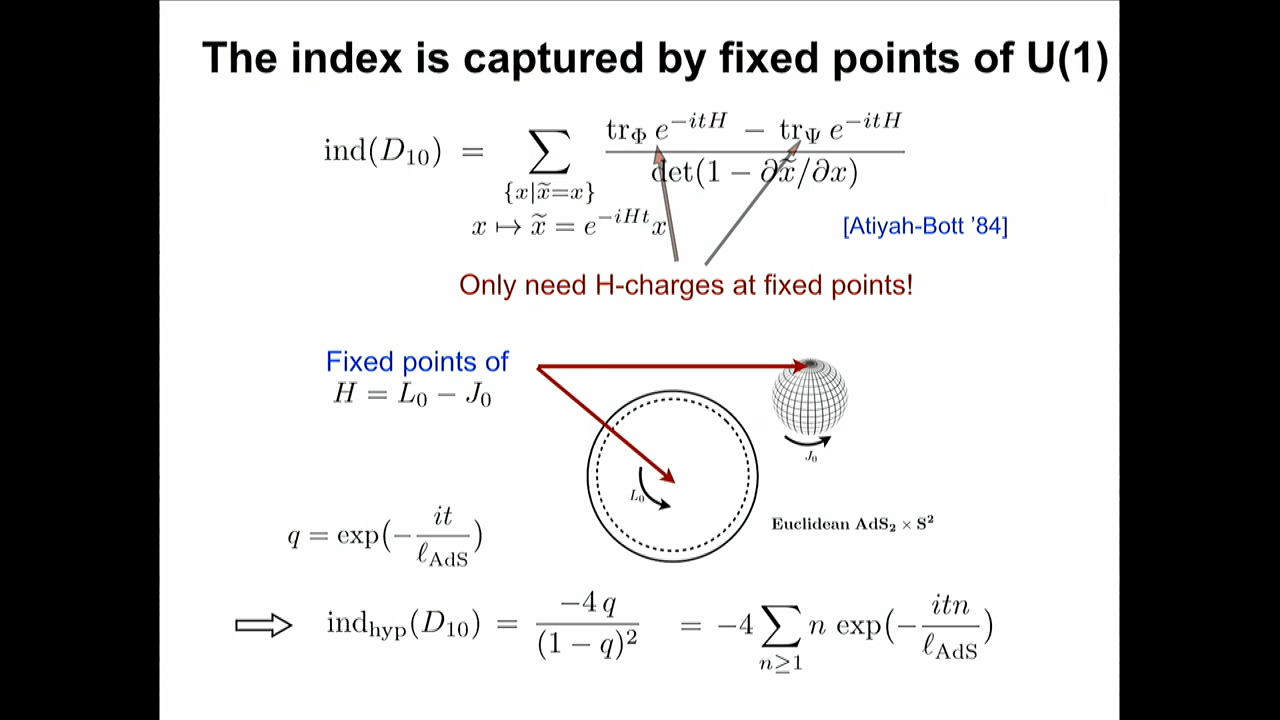 The index is captured by fixed points of U(1)
ind(D₁₀) = ∑_{{x|x̃=x}} (tr_Φ e^{−itH} − tr_Ψ e^{−itH}) / det(1 − ∂x̃/∂x)
x ↦ x̃ = e^{−iHt} x
[Atiyah-Bott ’84]
Only need H-charges at fixed points!
Fixed points of
H = L₀ − J₀
J₀
L₀
Euclidean AdS₂ × S²
q = exp(−it/ℓ_AdS)
⇒ ind_hyp(D₁₀) = −4q/(1 − q)² = −4 ∑_{n≥1} n exp(−itn/ℓ_AdS)